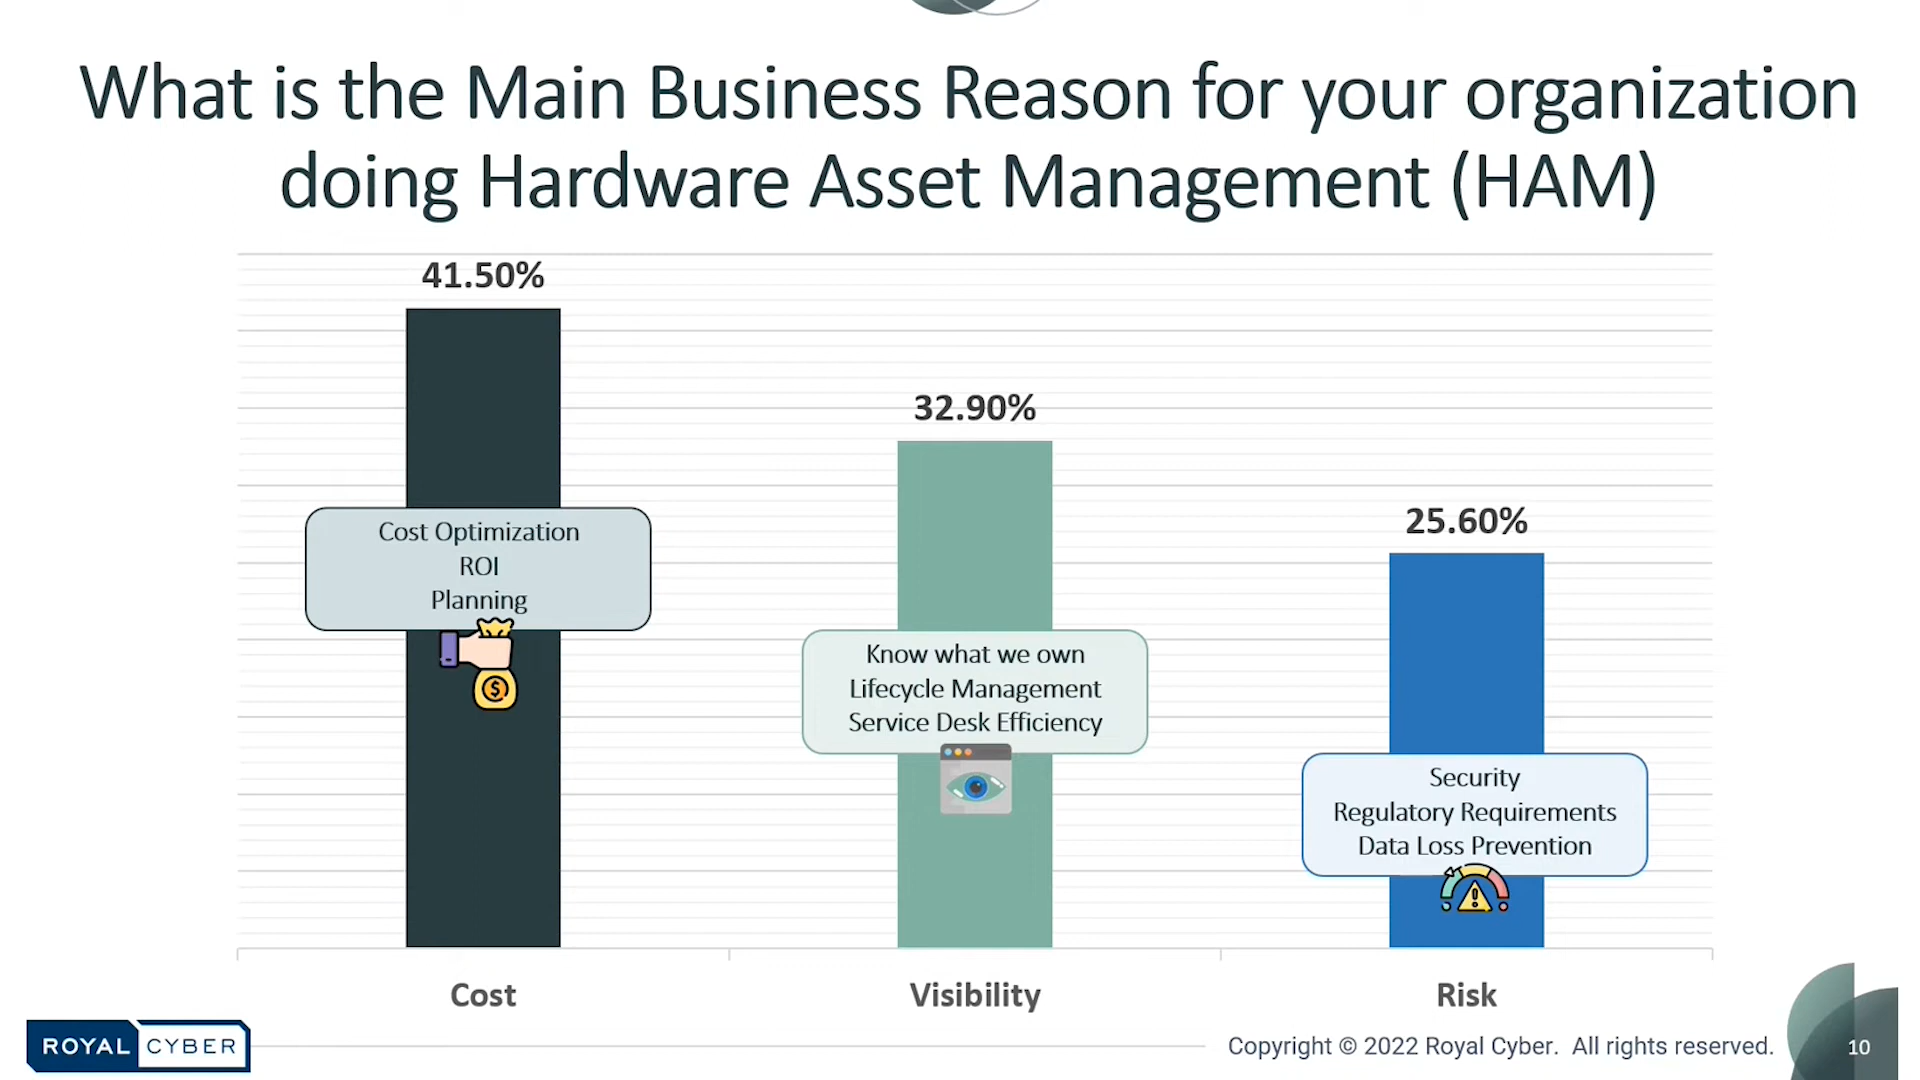 What is the Main Business Reason for your organization
doing Hardware Asset Management (HAM)
41.50%
32.90%
25.60%
Cost Optimization
ROI
Planning
Know what we own
Lifecycle Management
Service Desk Efficiency
Security
Regulatory Requirements
Data Loss Prevention
Cost
Visibility
Risk
ROYAL CYBER
Copyright © 2022 Royal Cyber. All rights reserved.
10